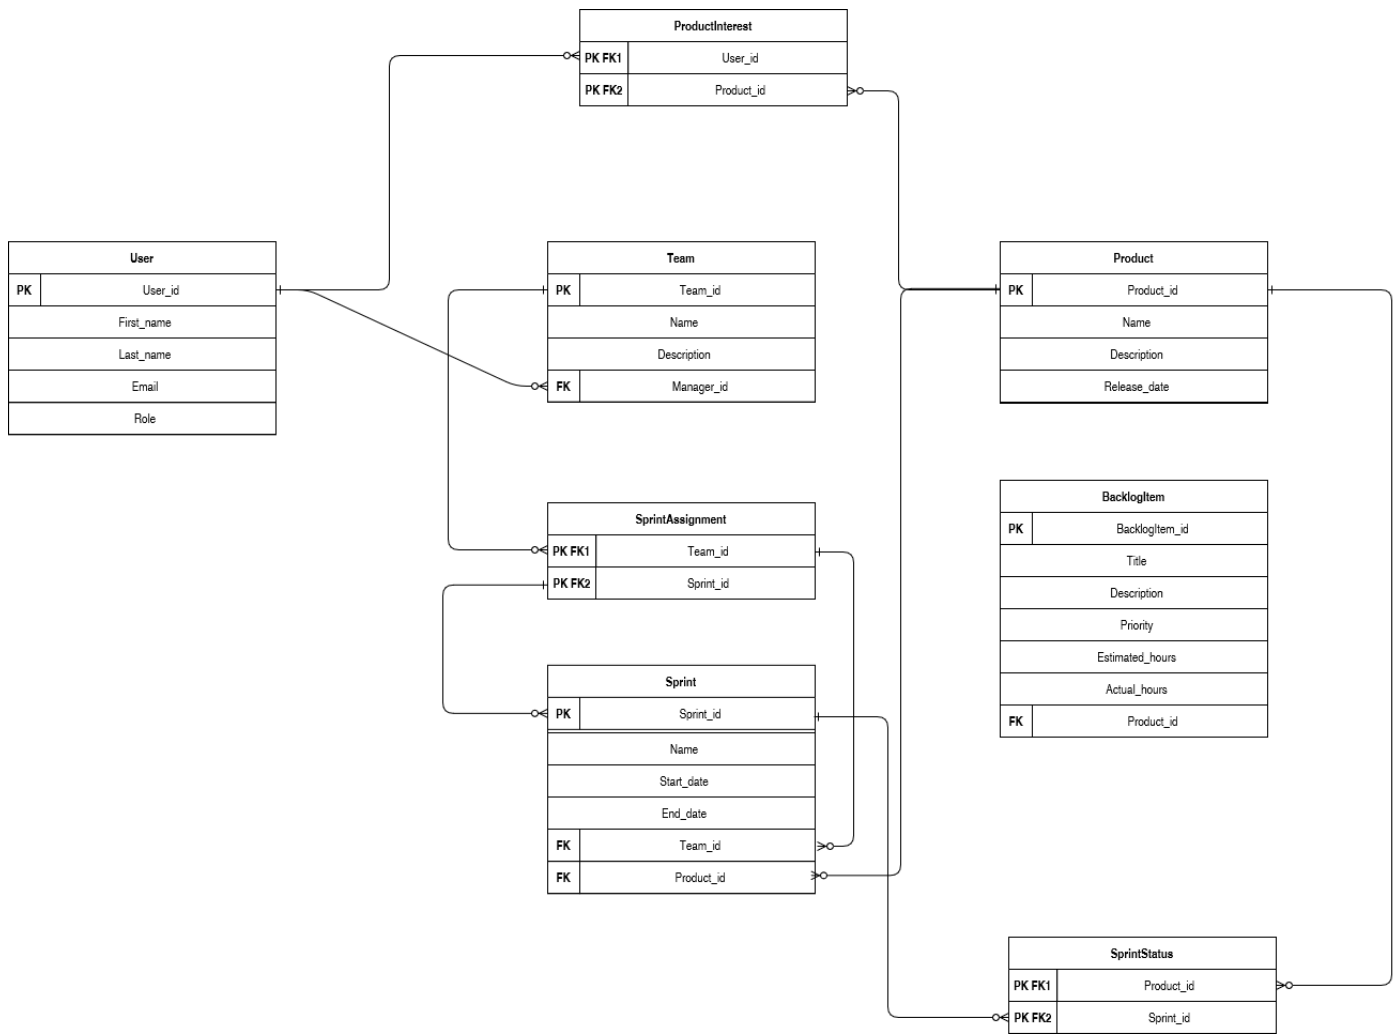 ProductInterest
PK FK1 User_id
PK FK2 Product_id
User
PK User_id
First_name
Last_name
Email
Role
Team
PK Team_id
Name
Description
FK Manager_id
Product
PK Product_id
Name
Description
Release_date
SprintAssignment
PK FK1 Team_id
PK FK2 Sprint_id
BacklogItem
PK BacklogItem_id
Title
Description
Priority
Estimated_hours
Actual_hours
FK Product_id
Sprint
PK Sprint_id
Name
Start_date
End_date
FK Team_id
FK Product_id
SprintStatus
PK FK1 Product_id
PK FK2 Sprint_id